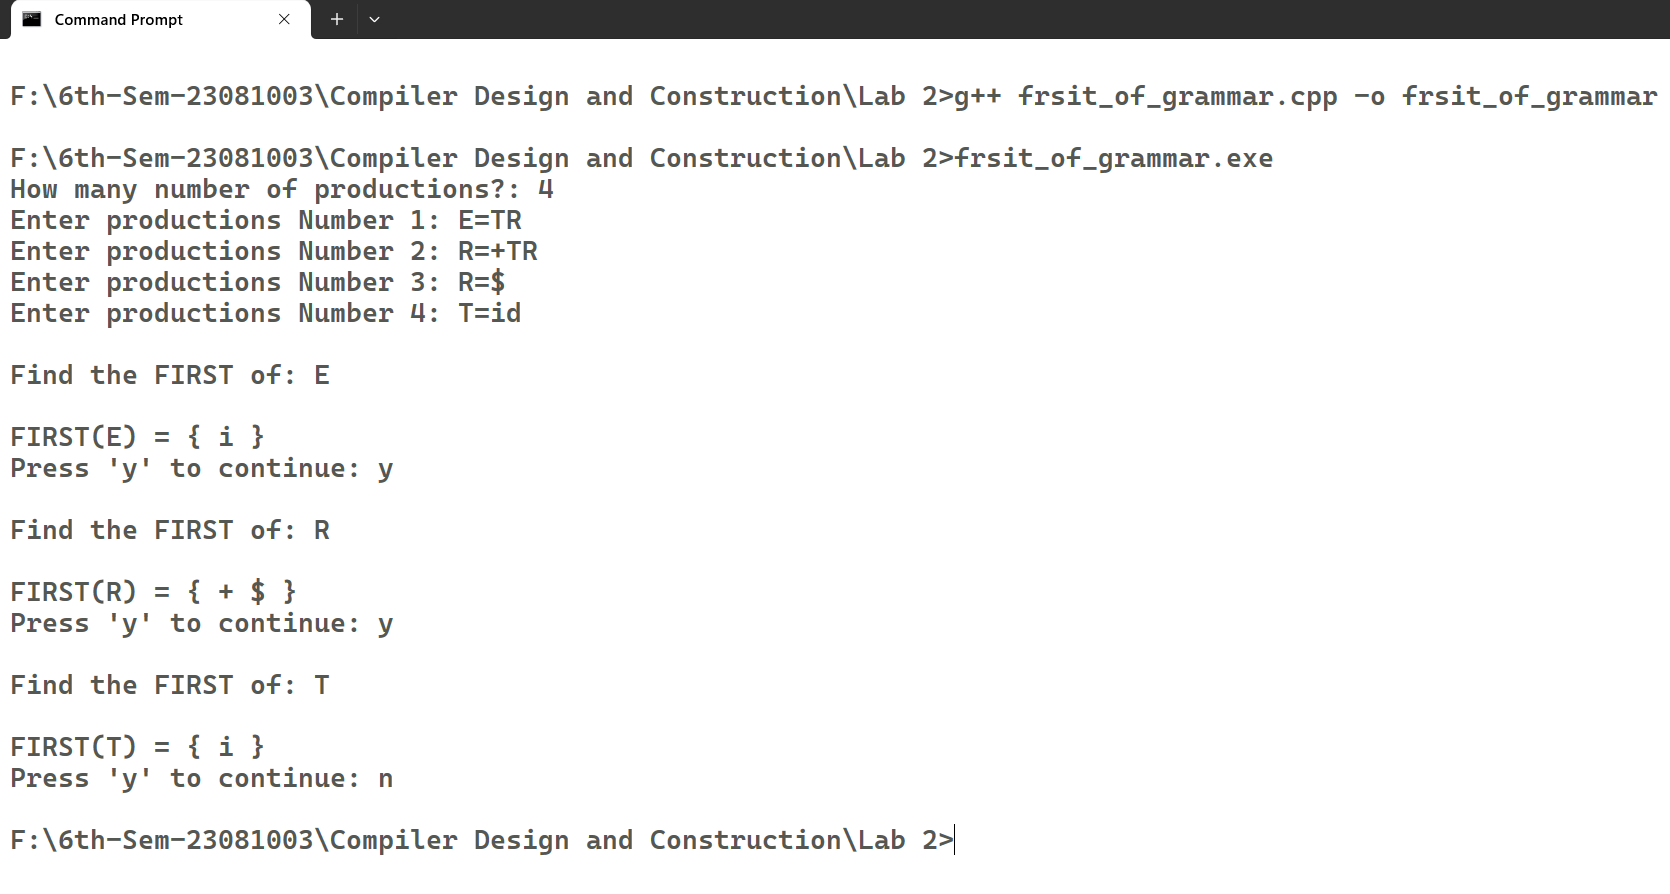 Command Prompt
F:\6th-Sem-23081003\Compiler Design and Construction\Lab 2>g++ frsit_of_grammar.cpp -o frsit_of_grammar
F:\6th-Sem-23081003\Compiler Design and Construction\Lab 2>frsit_of_grammar.exe
How many number of productions?: 4
Enter productions Number 1: E=TR
Enter productions Number 2: R=+TR
Enter productions Number 3: R=$
Enter productions Number 4: T=id
Find the FIRST of: E
FIRST(E) = { i }
Press 'y' to continue: y
Find the FIRST of: R
FIRST(R) = { + $ }
Press 'y' to continue: y
Find the FIRST of: T
FIRST(T) = { i }
Press 'y' to continue: n
F:\6th-Sem-23081003\Compiler Design and Construction\Lab 2>